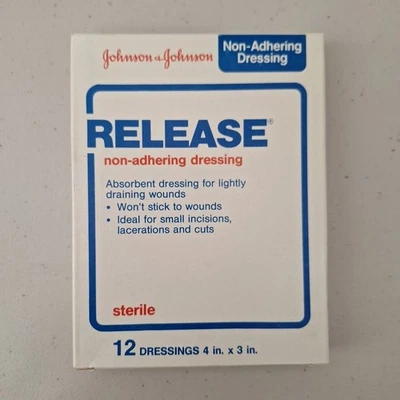 Johnson & Johnson
Non-Adhering
Dressing
RELEASE®
non-adhering dressing
Absorbent dressing for lightly
draining wounds
• Won't stick to wounds
• Ideal for small incisions,
lacerations and cuts
sterile
12 DRESSINGS 4 in. x 3 in.